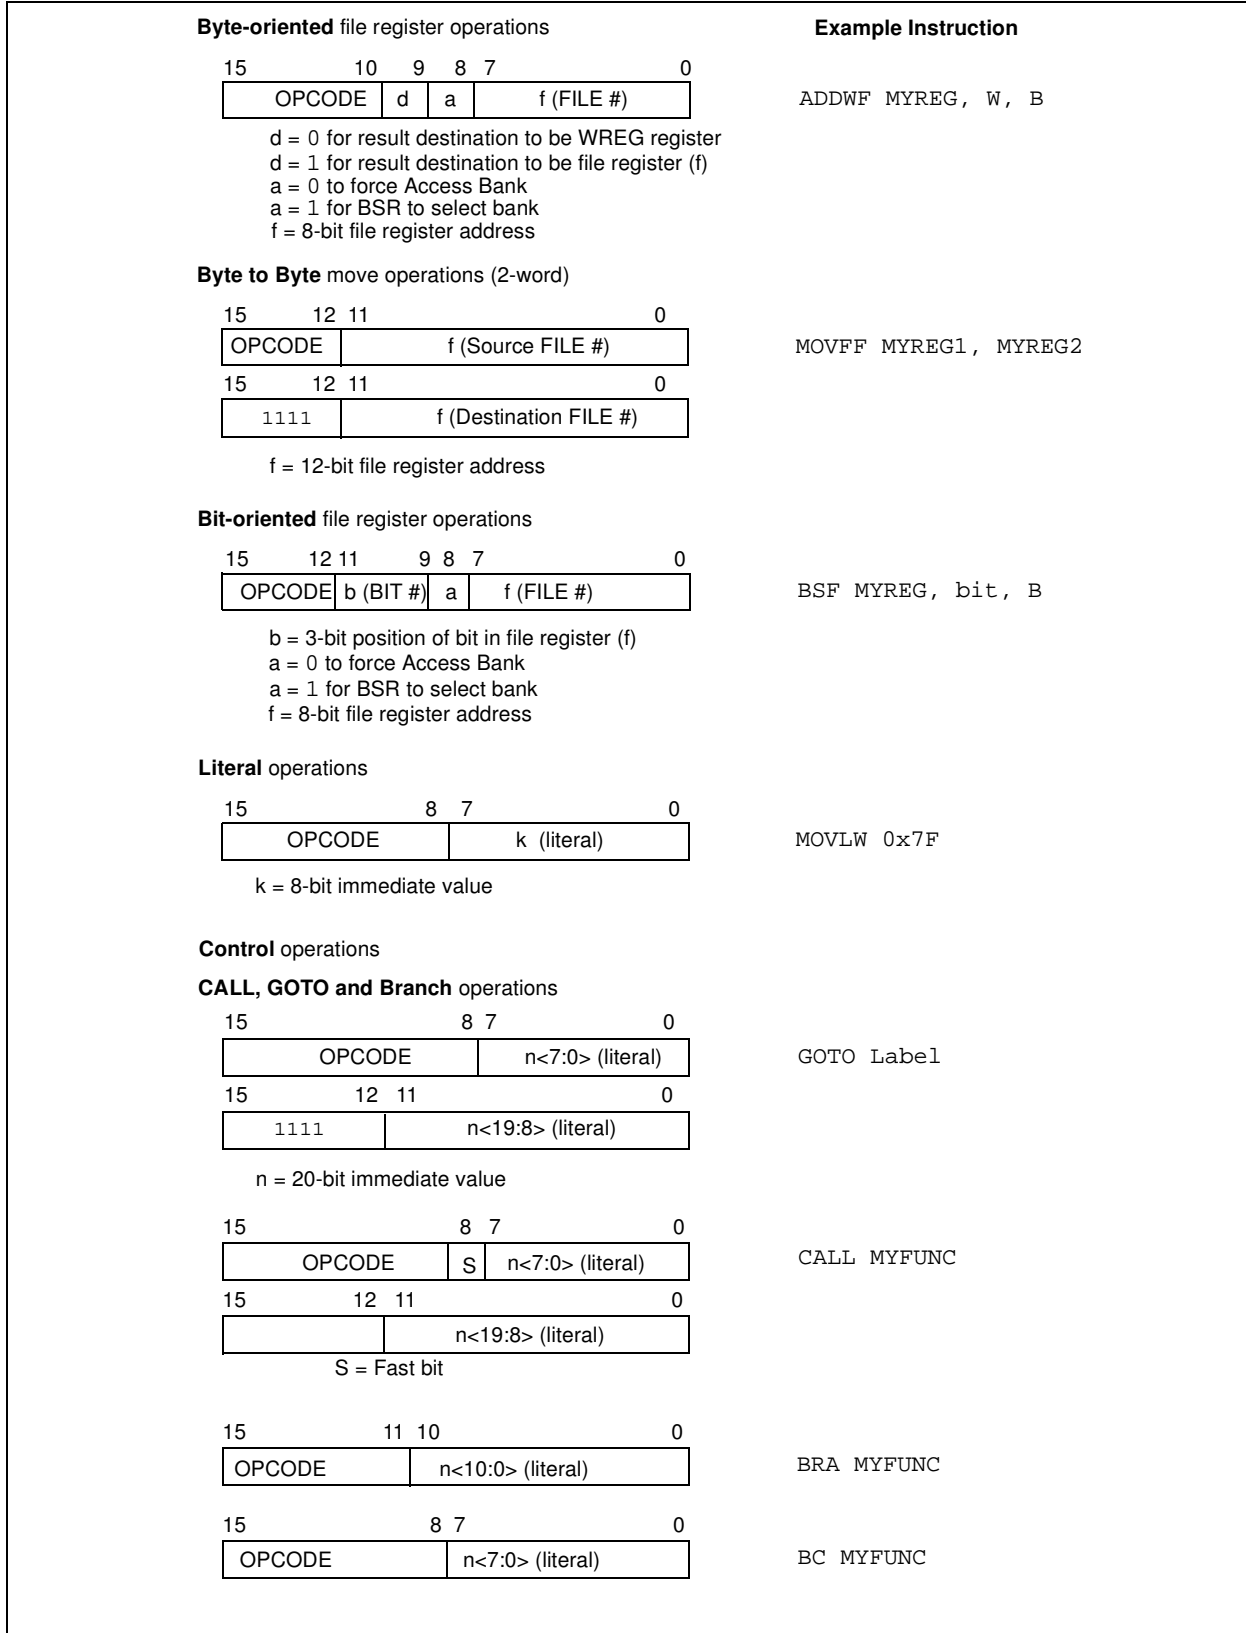 Byte-oriented file register operations Example Instruction
15 10 9 8 7 0
OPCODE d a f (FILE #) ADDWF MYREG, W, B
d = 0 for result destination to be WREG register
d = 1 for result destination to be file register (f)
a = 0 to force Access Bank
a = 1 for BSR to select bank
f = 8-bit file register address
Byte to Byte move operations (2-word)
15 12 11 0
OPCODE f (Source FILE #) MOVFF MYREG1, MYREG2
15 12 11 0
1111 f (Destination FILE #)
f = 12-bit file register address
Bit-oriented file register operations
15 12 11 9 8 7 0
OPCODE b (BIT #) a f (FILE #) BSF MYREG, bit, B
b = 3-bit position of bit in file register (f)
a = 0 to force Access Bank
a = 1 for BSR to select bank
f = 8-bit file register address
Literal operations
15 8 7 0
OPCODE k (literal) MOVLW 0x7F
k = 8-bit immediate value
Control operations
CALL, GOTO and Branch operations
15 8 7 0
OPCODE n<7:0> (literal) GOTO Label
15 12 11 0
1111 n<19:8> (literal)
n = 20-bit immediate value
15 8 7 0
OPCODE S n<7:0> (literal) CALL MYFUNC
15 12 11 0
n<19:8> (literal)
S = Fast bit
15 11 10 0
OPCODE n<10:0> (literal) BRA MYFUNC
15 8 7 0
OPCODE n<7:0> (literal) BC MYFUNC